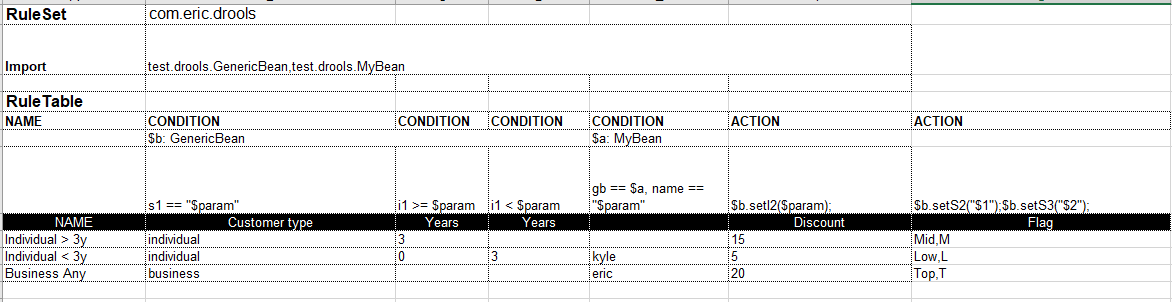 RuleSet com.eric.drools
Import test.drools.GenericBean,test.drools.MyBean
RuleTable
NAME CONDITION CONDITION CONDITION CONDITION ACTION ACTION
$b: GenericBean $a: MyBean
s1 == "$param" i1 >= $param i1 < $param gb == $a, name == "$param" $b.setI2($param); $b.setS2("$1");$b.setS3("$2");
NAME Customer type Years Years Discount Flag
Individual > 3y individual 3 15 Mid,M
Individual < 3y individual 0 3 kyle 5 Low,L
Business Any business eric 20 Top,T